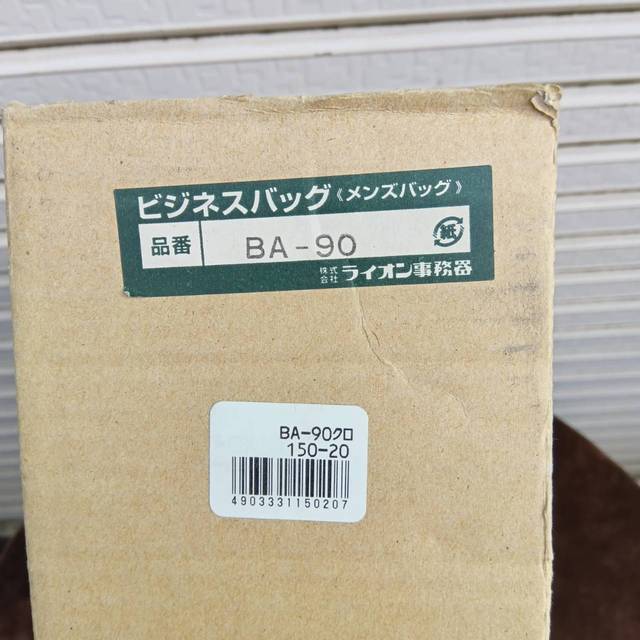 ビジネスバッグ《メンズバッグ》
品番 BA-90 紙
株式会社 ライオン事務器
BA-90クロ
150-20
4903331150207